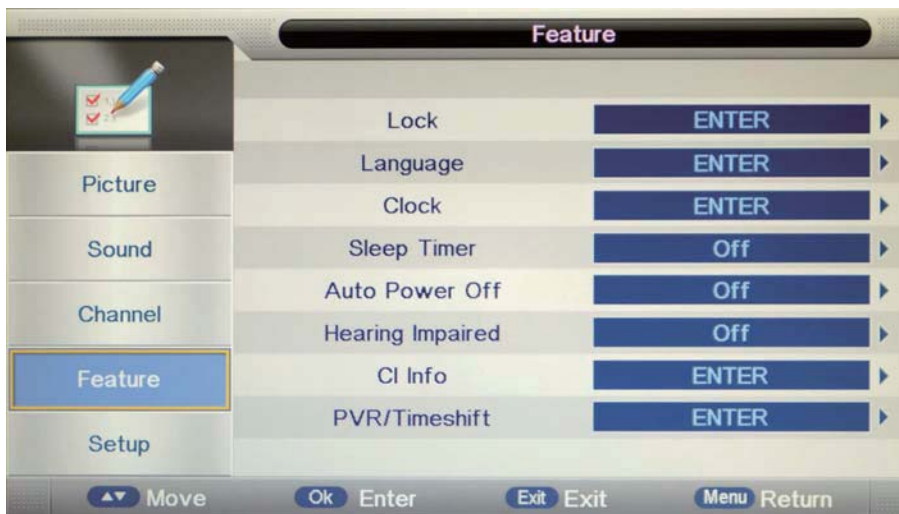 Feature
Lock ENTER
Language ENTER
Clock ENTER
Sleep Timer Off
Auto Power Off Off
Hearing Impaired Off
CI Info ENTER
PVR/Timeshift ENTER
Picture
Sound
Channel
Feature
Setup
Move Ok Enter Exit Exit Menu Return